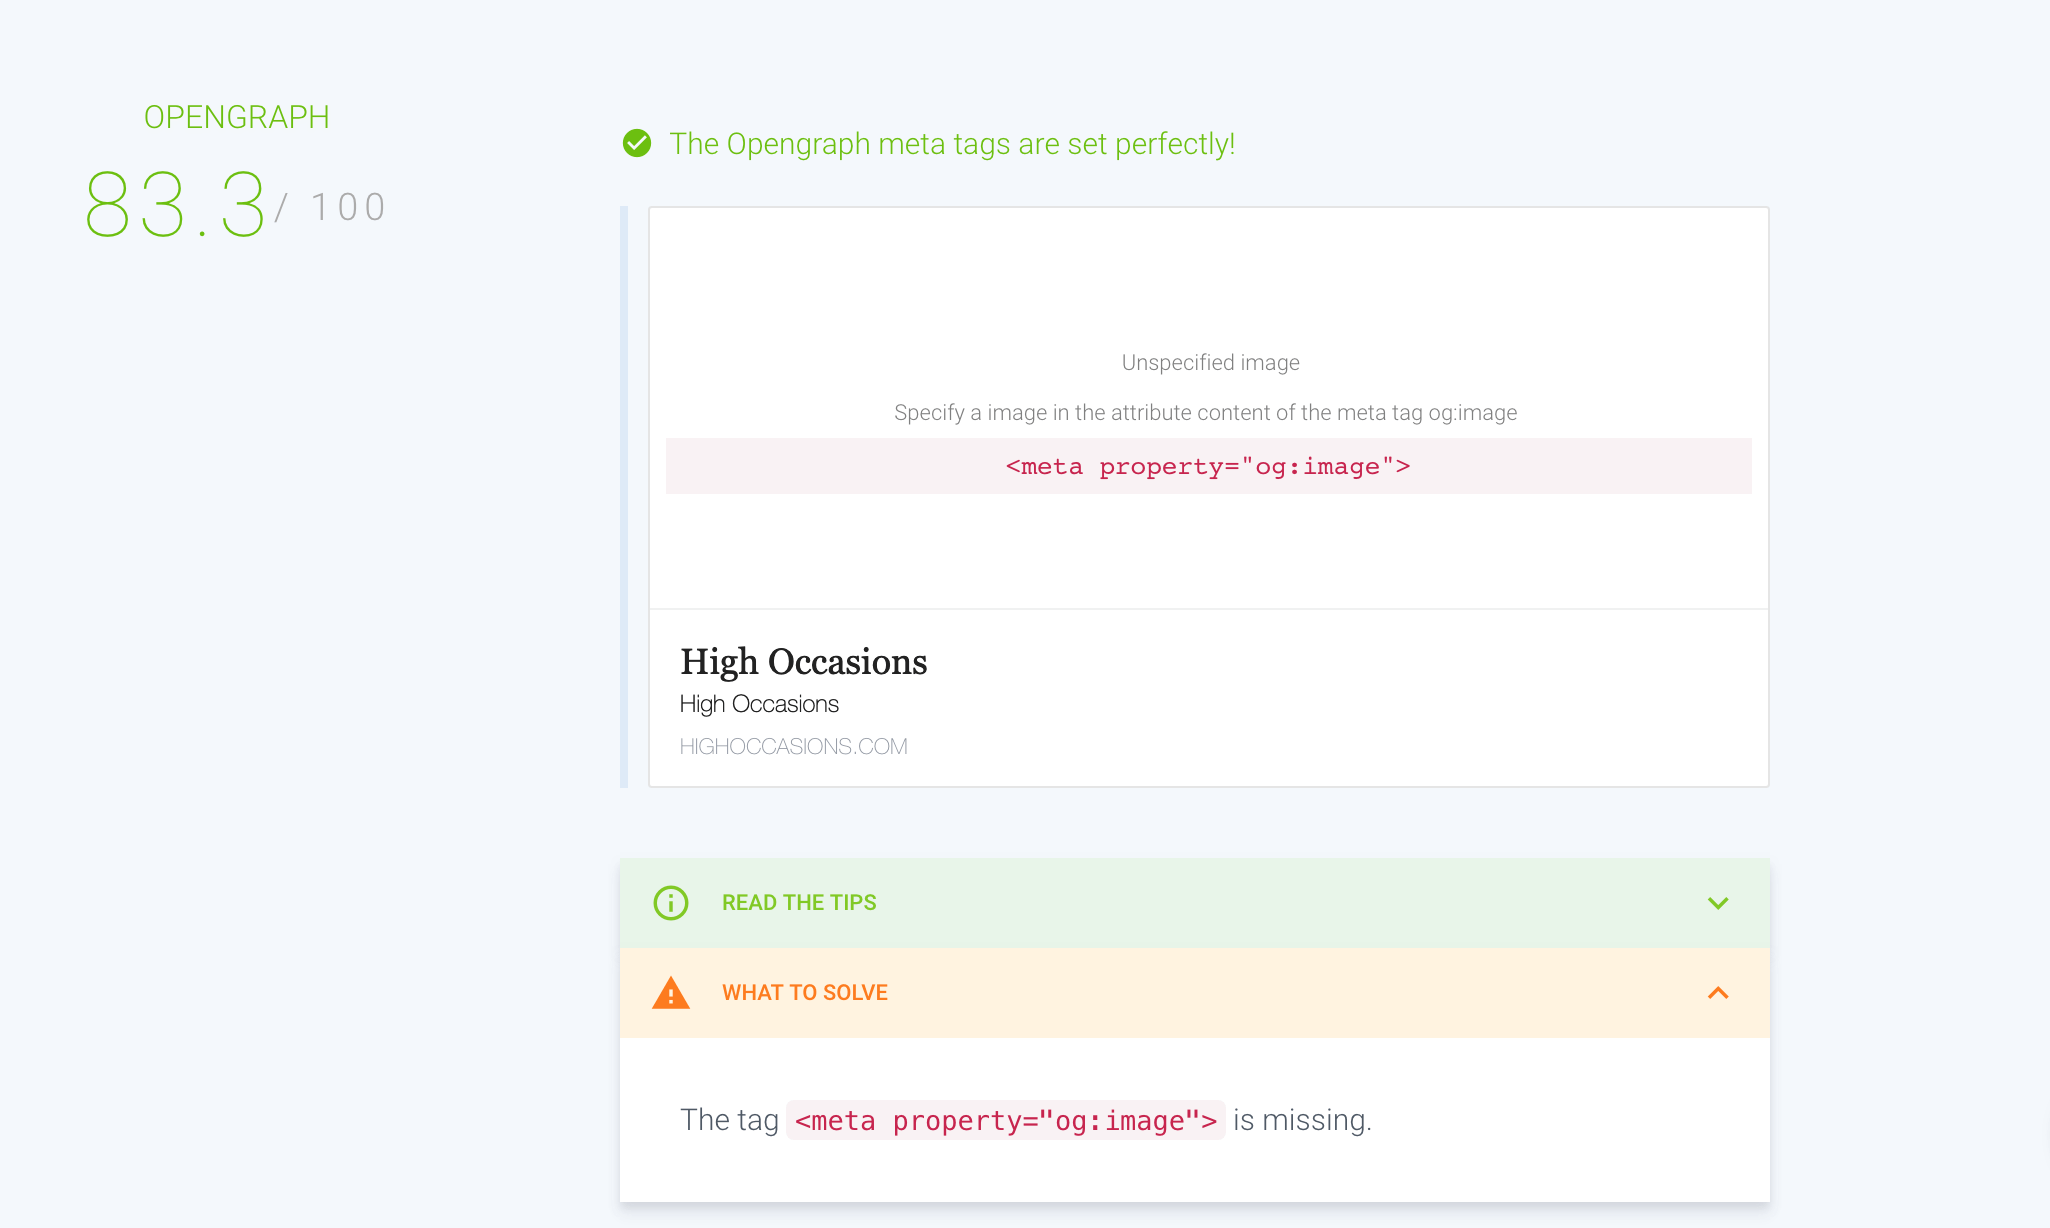 OPENGRAPH
83.3 / 100
The Opengraph meta tags are set perfectly!
Unspecified image
Specify a image in the attribute content of the meta tag og:image
<meta property="og:image">
High Occasions
High Occasions
HIGHOCCASIONS.COM
READ THE TIPS
WHAT TO SOLVE
The tag <meta property="og:image"> is missing.